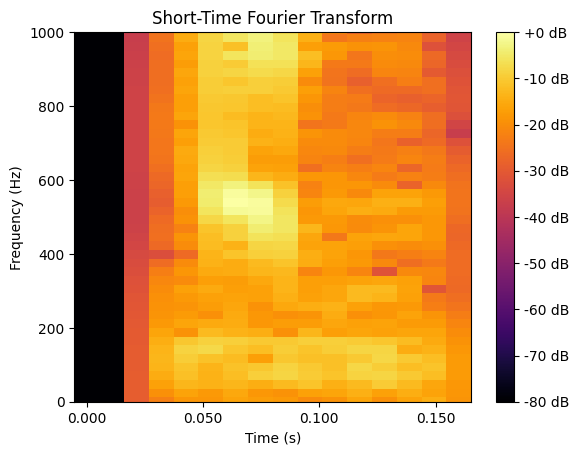 Short-Time Fourier Transform
1000
800
600
400
200
0
Frequency (Hz)
0.000
0.050
0.100
0.150
Time (s)
+0 dB
-10 dB
-20 dB
-30 dB
-40 dB
-50 dB
-60 dB
-70 dB
-80 dB